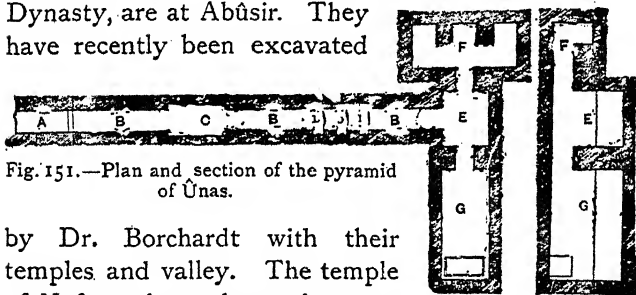 Dynasty, are at Abûsir. They
have recently been excavated
F
F
A B C B D D D B E E
Fig. 151.—Plan and section of the pyramid
of Ûnas.
G
G
by Dr. Borchardt with their
temples and valley. The temple